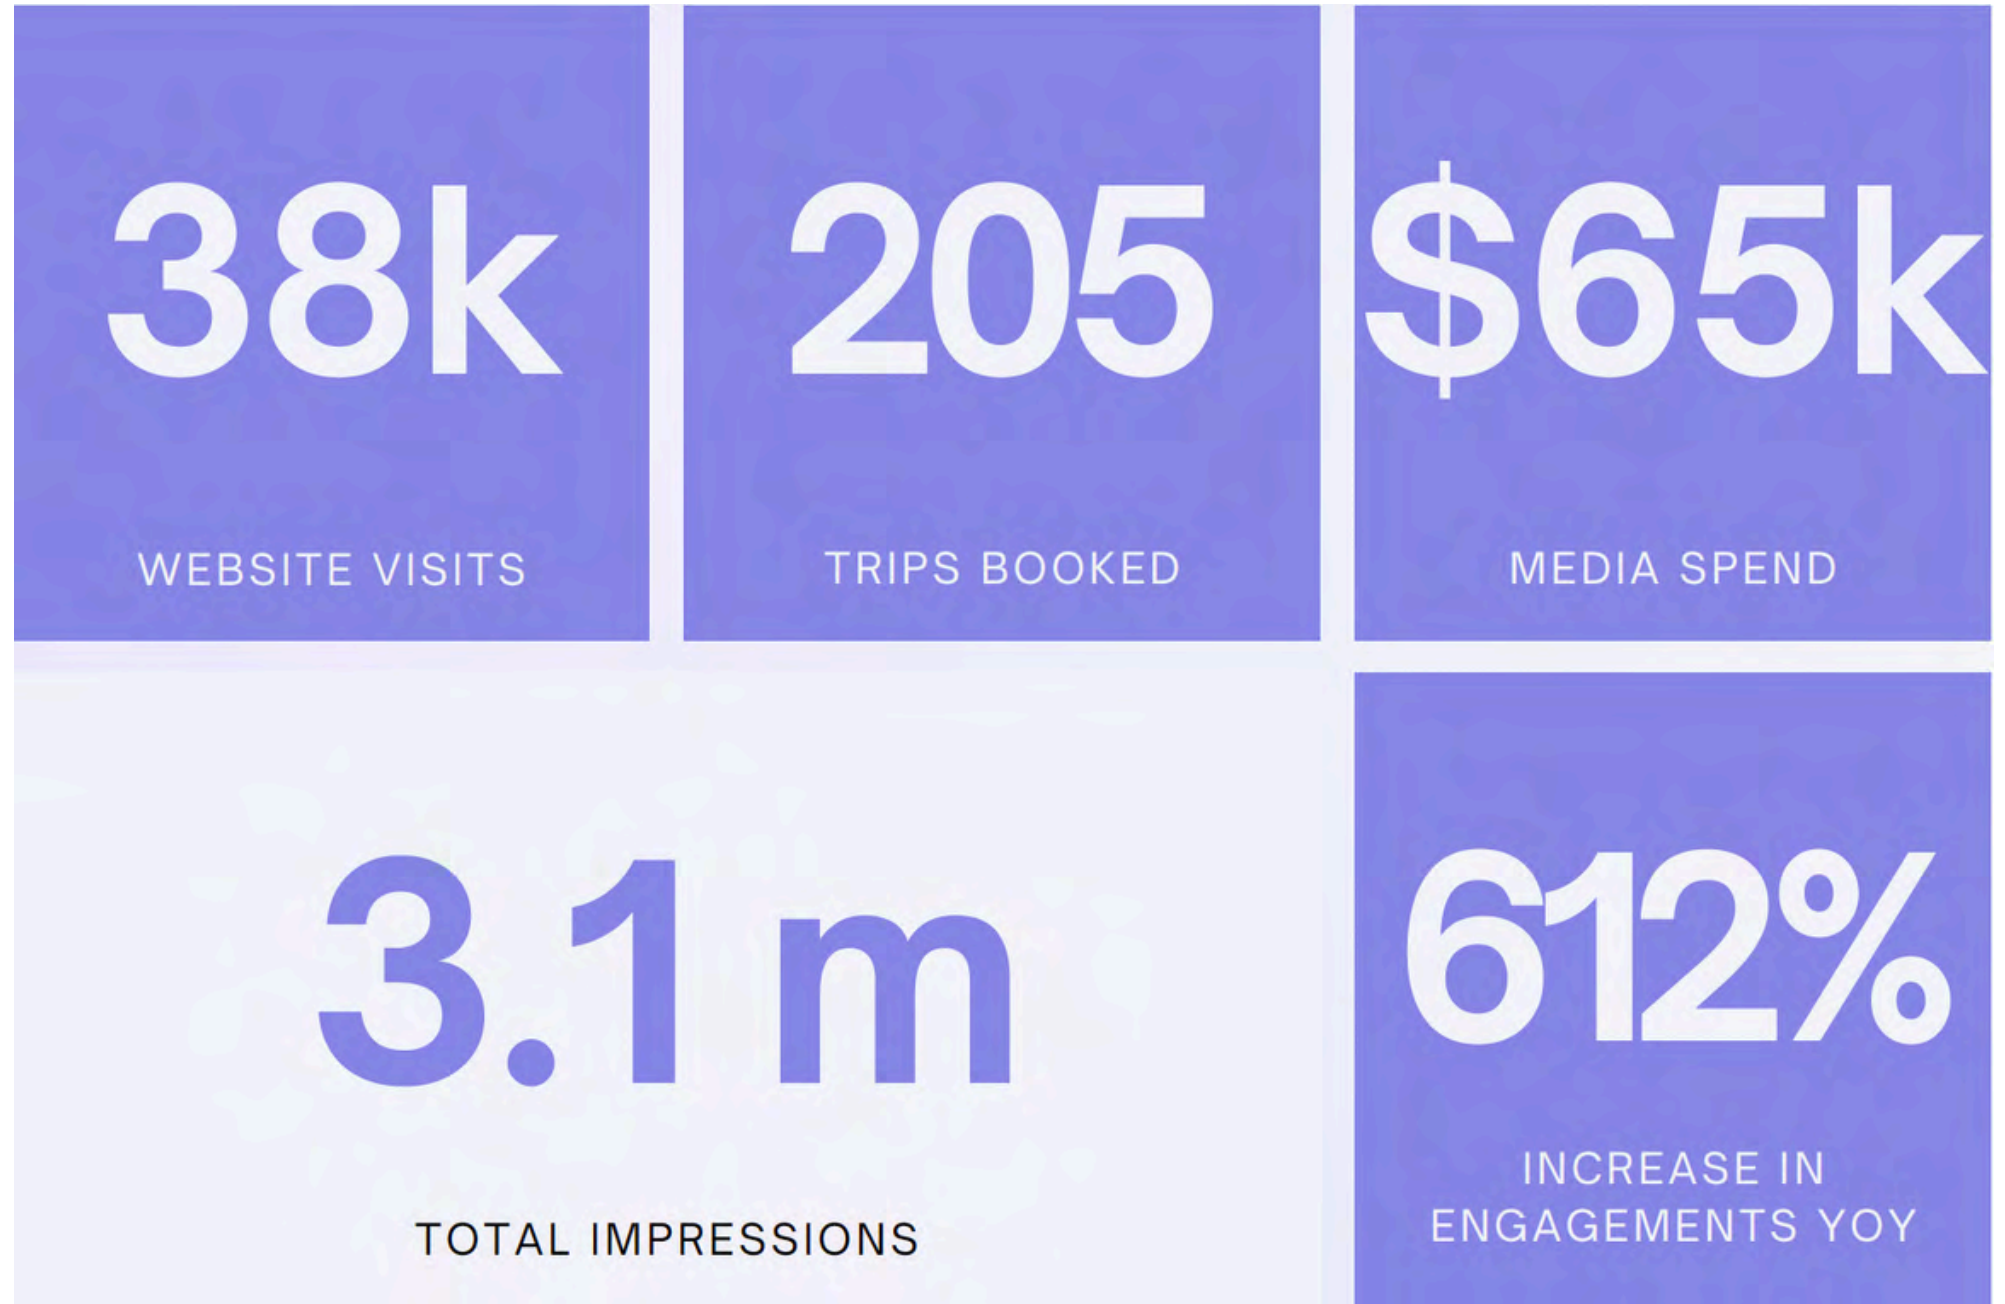 38k
WEBSITE VISITS
205
TRIPS BOOKED
$65k
MEDIA SPEND
3.1 m
TOTAL IMPRESSIONS
612%
INCREASE IN
ENGAGEMENTS YOY